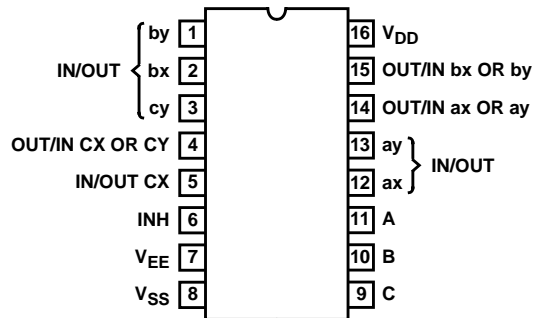 by 1
bx 2
IN/OUT
cy 3
OUT/IN CX OR CY 4
IN/OUT CX 5
INH 6
VEE 7
VSS 8
16 VDD
15 OUT/IN bx OR by
14 OUT/IN ax OR ay
13 ay
IN/OUT
12 ax
11 A
10 B
9 C